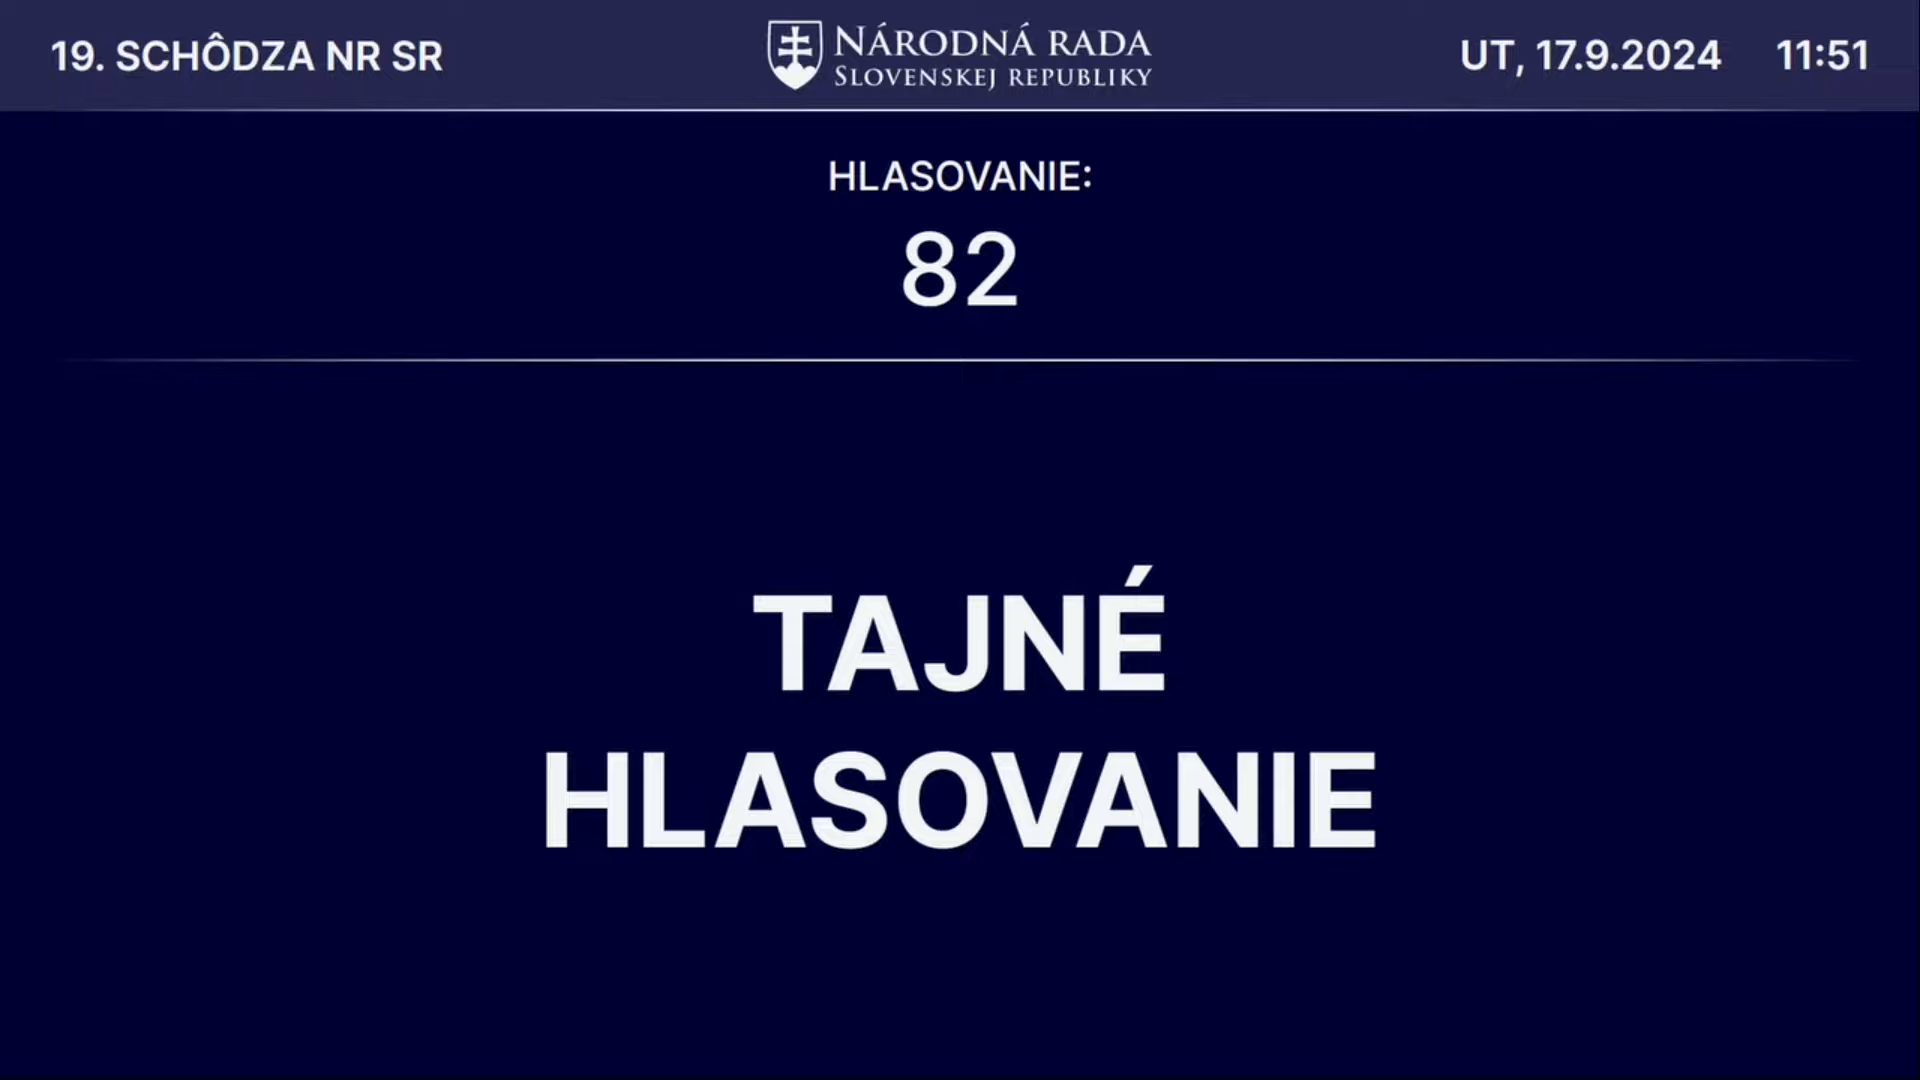 19. SCHÔDZA NR SR
NÁRODNÁ RADA
SLOVENSKEJ REPUBLIKY
UT, 17.9.2024 11:51
HLASOVANIE:
82
TAJNÉ
HLASOVANIE